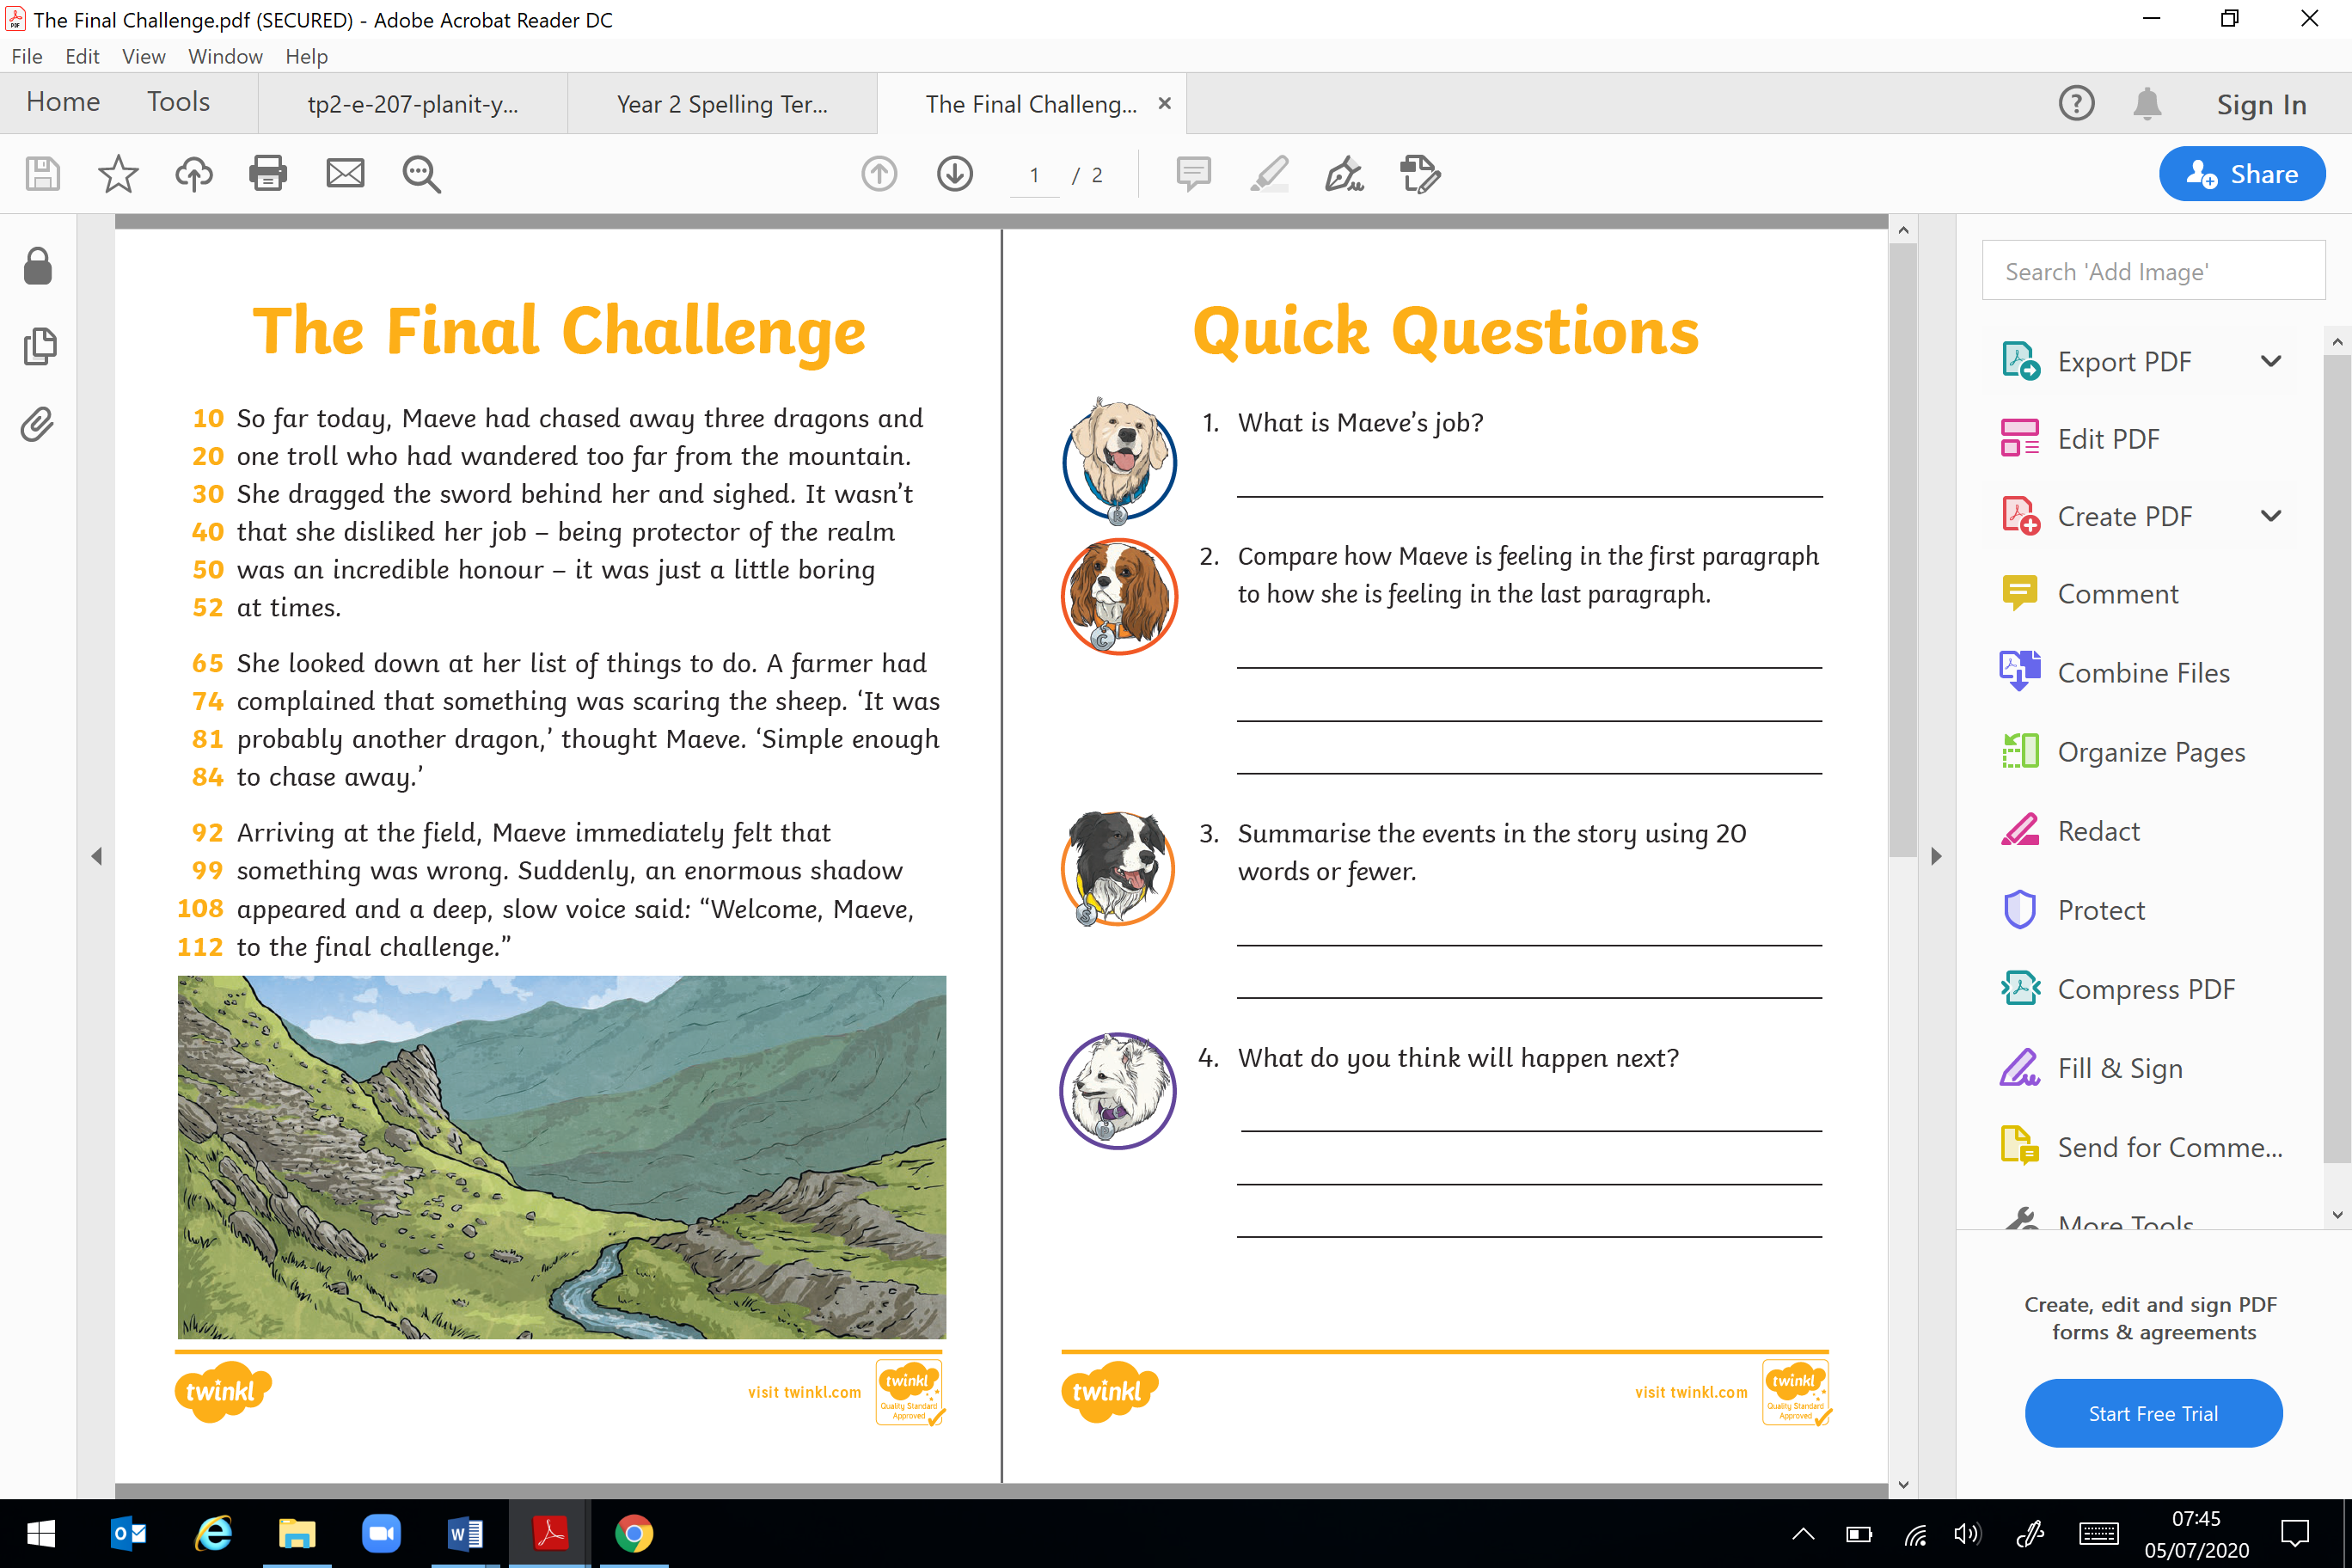 The Final Challenge.pdf (SECURED) - Adobe Acrobat Reader DC
File Edit View Window Help
Home Tools tp2-e-207-planit-y... Year 2 Spelling Ter... The Final Challeng... Sign In
1 / 2 Share
The Final Challenge
10 So far today, Maeve had chased away three dragons and
20 one troll who had wandered too far from the mountain.
30 She dragged the sword behind her and sighed. It wasn’t
40 that she disliked her job – being protector of the realm
50 was an incredible honour – it was just a little boring
52 at times.
65 She looked down at her list of things to do. A farmer had
74 complained that something was scaring the sheep. ‘It was
81 probably another dragon,’ thought Maeve. ‘Simple enough
84 to chase away.’
92 Arriving at the field, Maeve immediately felt that
99 something was wrong. Suddenly, an enormous shadow
108 appeared and a deep, slow voice said: “Welcome, Maeve,
112 to the final challenge.”
twinkl
visit twinkl.com
twinkl
Quality Standard
Approved
Quick Questions
1. What is Maeve’s job?
R
2. Compare how Maeve is feeling in the first paragraph
to how she is feeling in the last paragraph.
C
3. Summarise the events in the story using 20
words or fewer.
S
4. What do you think will happen next?
twinkl
visit twinkl.com
twinkl
Quality Standard
Approved
Search 'Add Image'
Export PDF
Edit PDF
Create PDF
Comment
Combine Files
Organize Pages
Redact
Protect
Compress PDF
Fill & Sign
Send for Comme...
More Tools
Create, edit and sign PDF
forms & agreements
Start Free Trial
07:45
05/07/2020